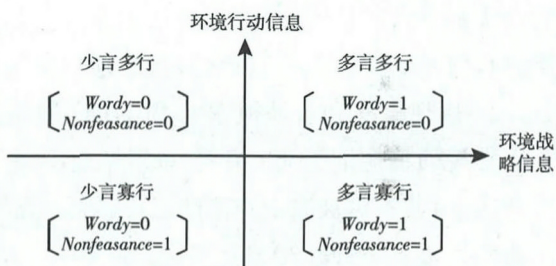 环境行动信息
少言多行
Wordy=0
Nonfeasance=0
多言多行
Wordy=1
Nonfeasance=0
环境战
略信息
少言寡行
Wordy=0
Nonfeasance=1
多言寡行
Wordy=1
Nonfeasance=1